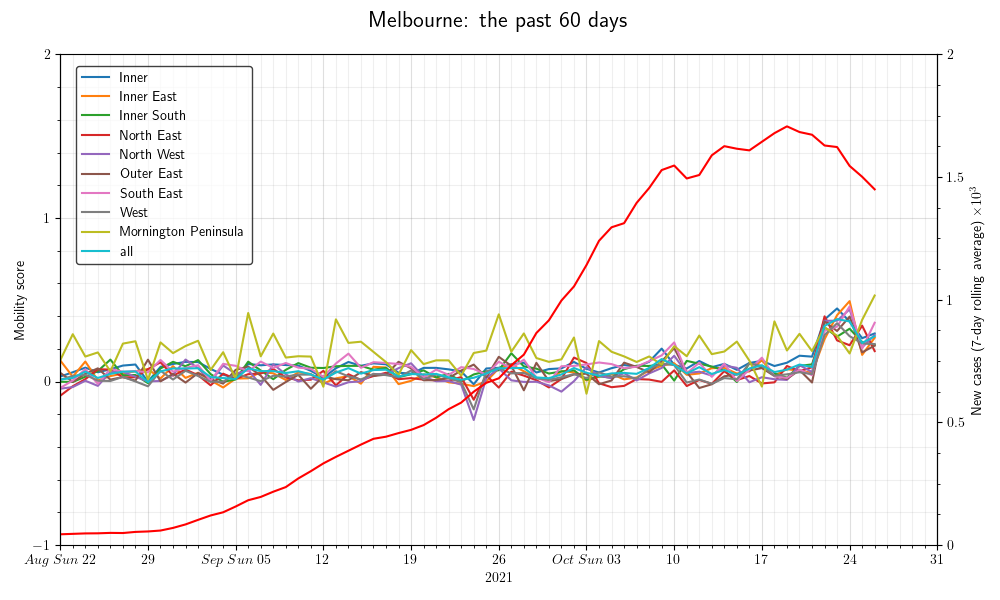 Melbourne: the past 60 days
2
1
0
−1
Mobility score
Inner
Inner East
Inner South
North East
North West
Outer East
South East
West
Mornington Peninsula
all
2
1.5
1
0.5
0
New cases (7-day rolling average) ×10³
Aug Sun 22
29
Sep Sun 05
12
19
26
Oct Sun 03
10
17
24
31
2021